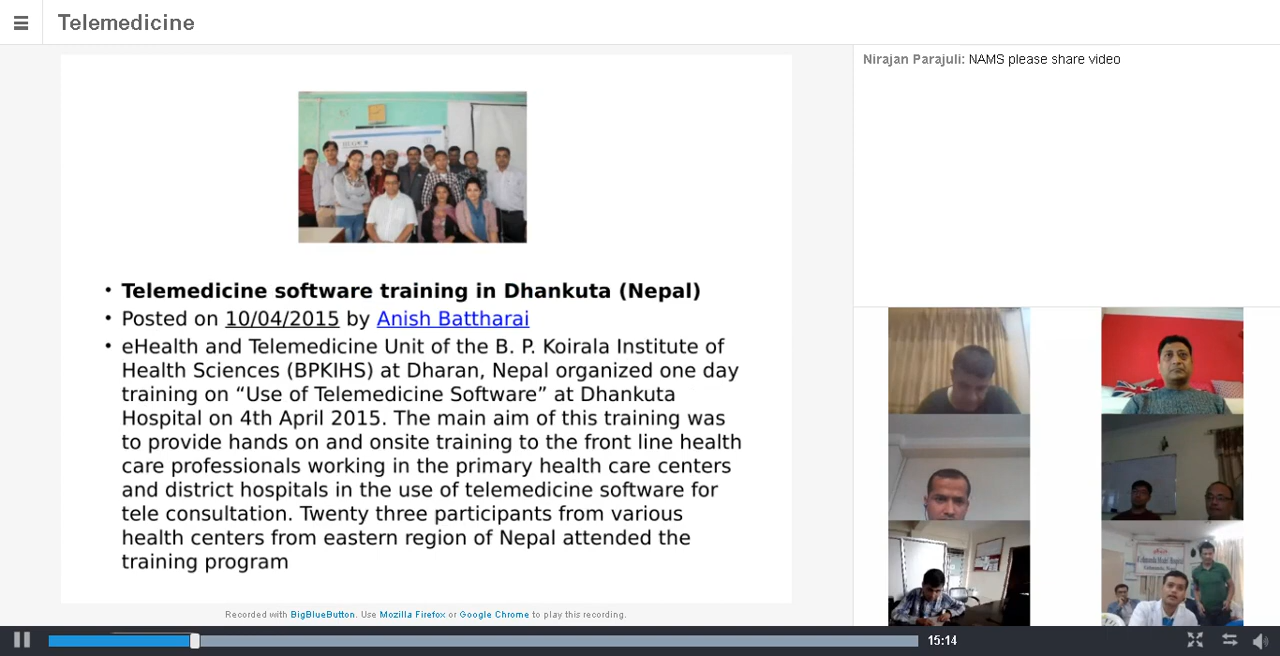 Telemedicine
Nirajan Parajuli: NAMS please share video
• Telemedicine software training in Dhankuta (Nepal)
• Posted on 10/04/2015 by Anish Battharai
• eHealth and Telemedicine Unit of the B. P. Koirala Institute of
Health Sciences (BPKIHS) at Dharan, Nepal organized one day
training on “Use of Telemedicine Software” at Dhankuta
Hospital on 4th April 2015. The main aim of this training was
to provide hands on and onsite training to the front line health
care professionals working in the primary health care centers
and district hospitals in the use of telemedicine software for
tele consultation. Twenty three participants from various
health centers from eastern region of Nepal attended the
training program
Model Hospital
Recorded with BigBlueButton. Use Mozilla Firefox or Google Chrome to play this recording.
15:14